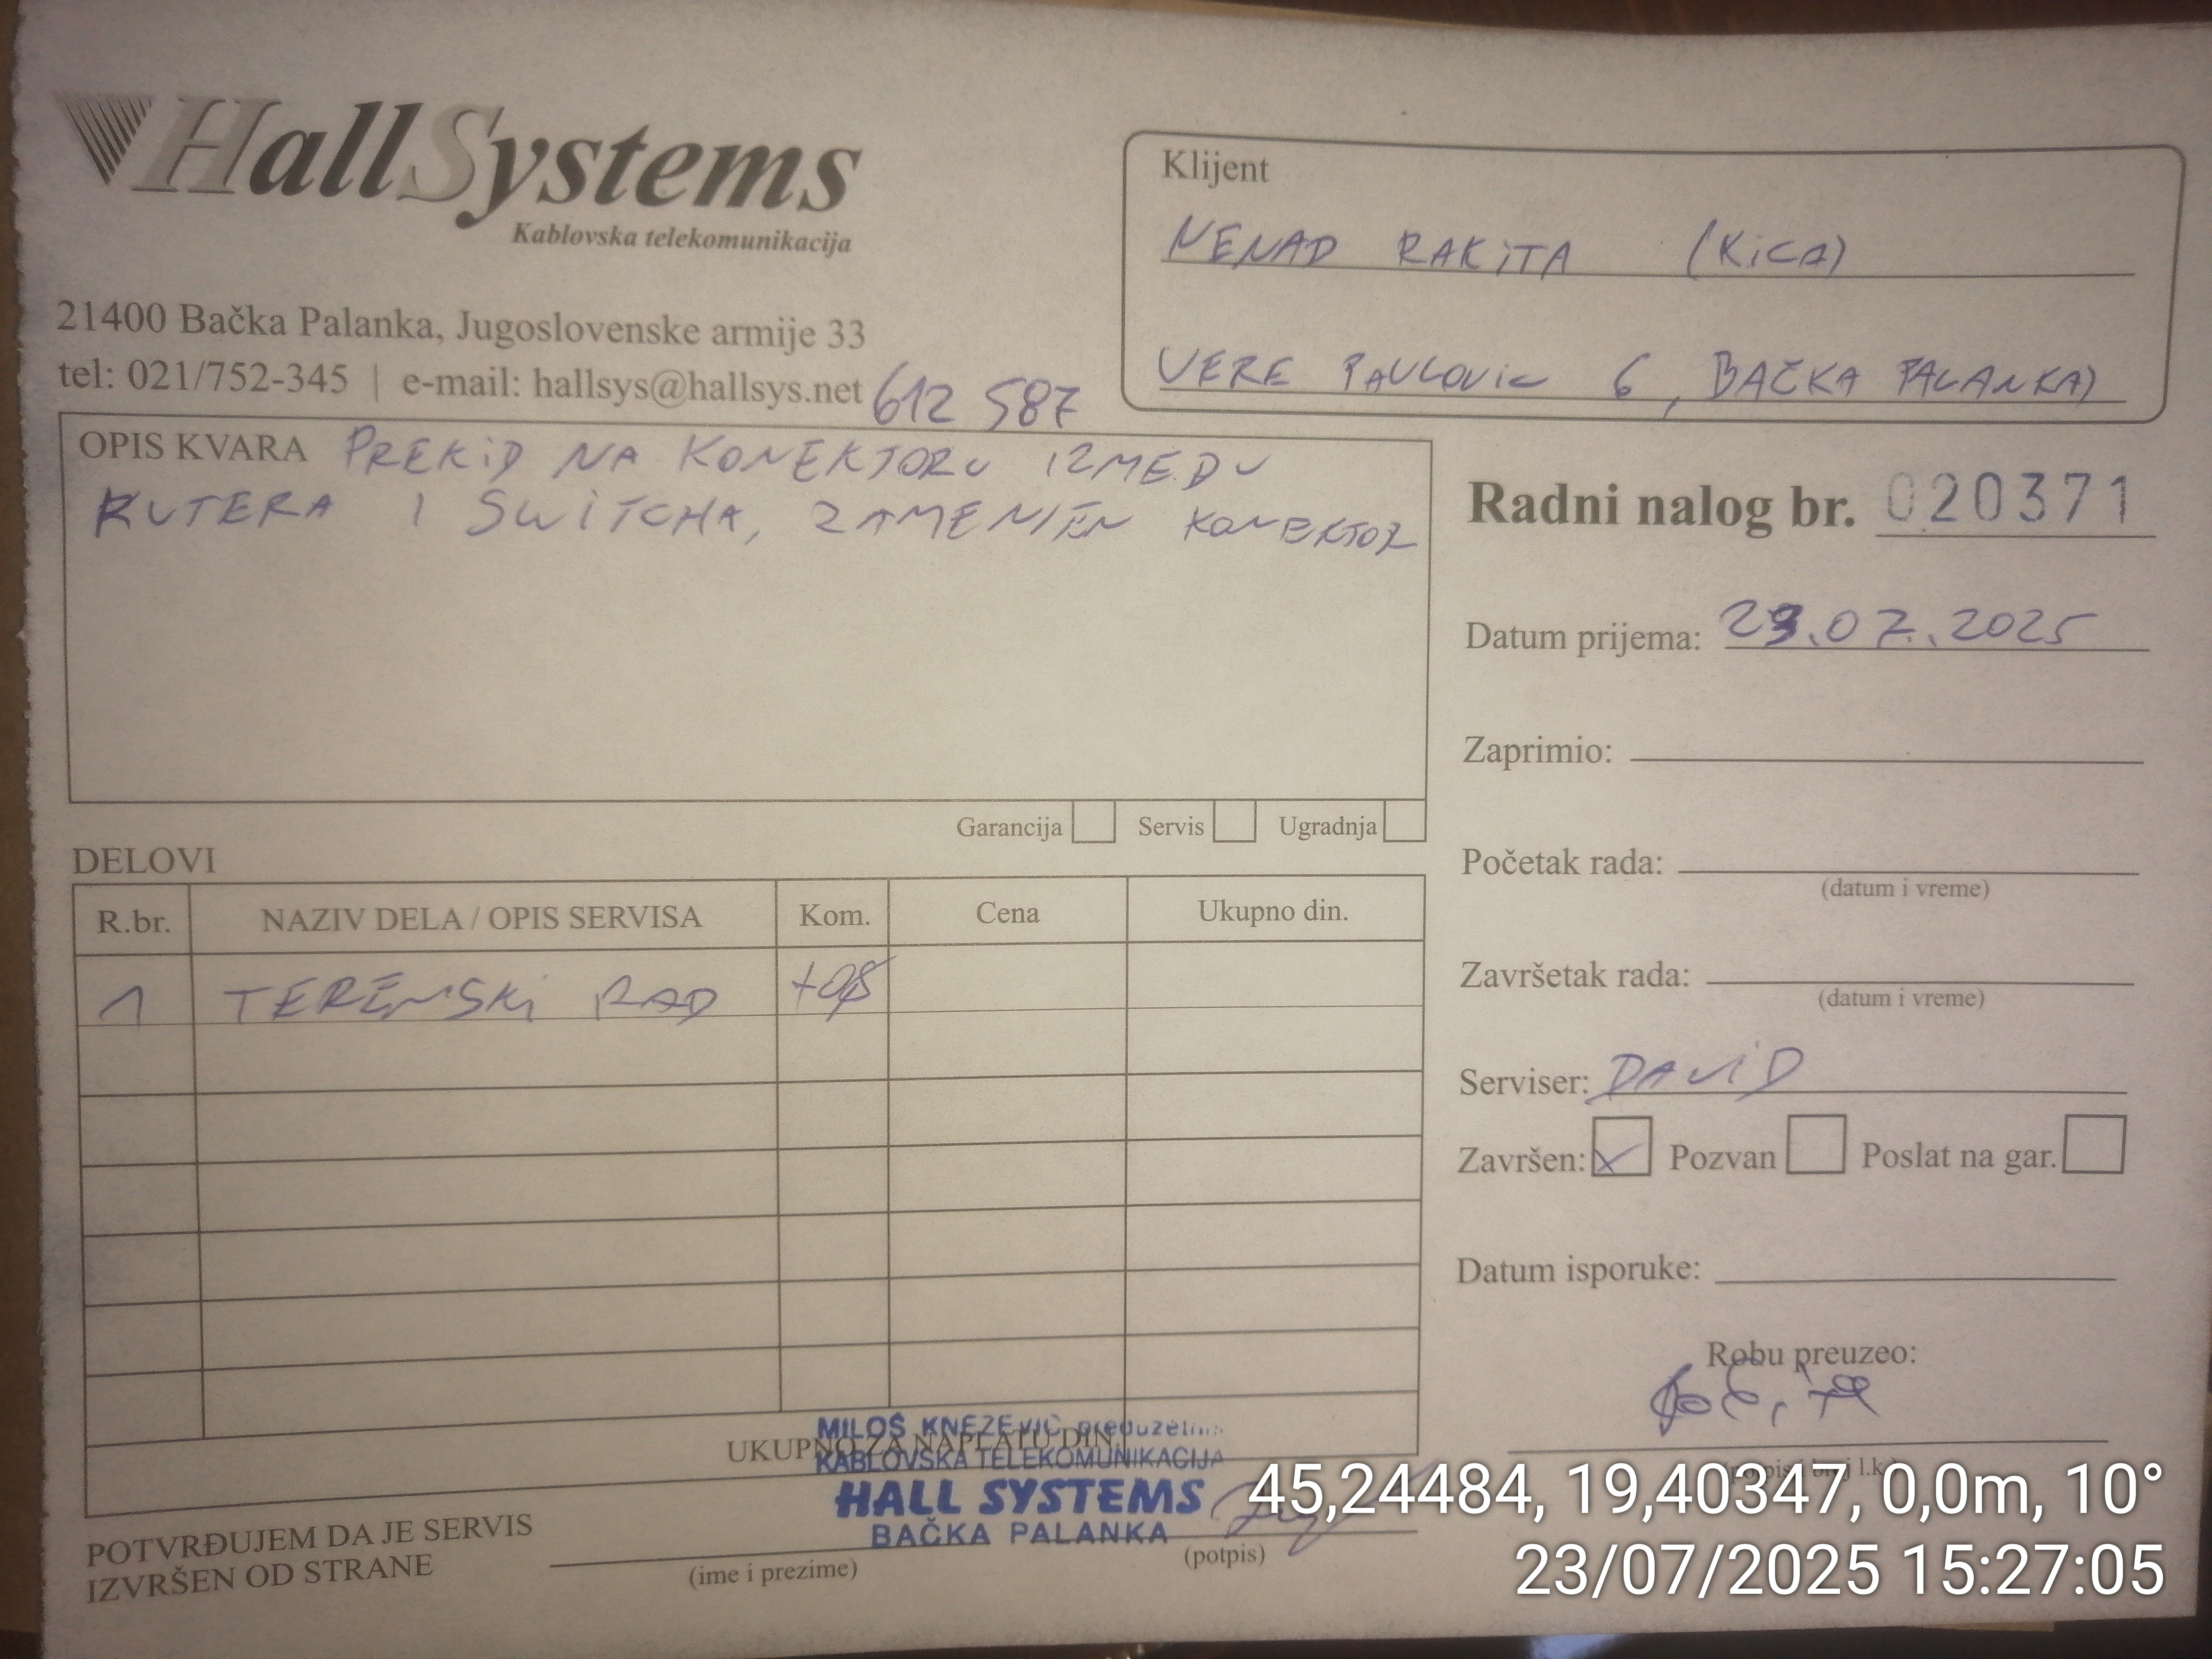 HallSystems
Kablovska telekomunikacija
21400 Bačka Palanka, Jugoslovenske armije 33
tel: 021/752-345 | e-mail: hallsys@hallsys.net
612 587
Klijent
NENAD RAKITA (KICA)
VERE PAVLOVIC 6, BAČKA PALANKA)
OPIS KVARA PREKID NA KONEKTORU IZMEDU
RUTERA I SWITCHA, ZAMENJEN KONEKTOR
Garancija Servis Ugradnja
Radni nalog br. 020371
Datum prijema: 23.07.2025
Zaprimio:
Početak rada:
(datum i vreme)
Završetak rada:
(datum i vreme)
Serviser: DAVID
Završen: Pozvan Poslat na gar.
Datum isporuke:
Robu preuzeo:
DELOVI
R.br. NAZIV DELA / OPIS SERVISA Kom. Cena Ukupno din.
1 TERENSKI RAD
UKUPNO ZA NAPLATU DIN.
MILOŠ KNEŽEVIĆ preduzetnik
KABLOVSKA TELEKOMUNIKACIJA
HALL SYSTEMS
BAČKA PALANKA
POTVRĐUJEM DA JE SERVIS
IZVRŠEN OD STRANE
(ime i prezime)
(potpis)
45,24484, 19,40347, 0,0m, 10°
23/07/2025 15:27:05